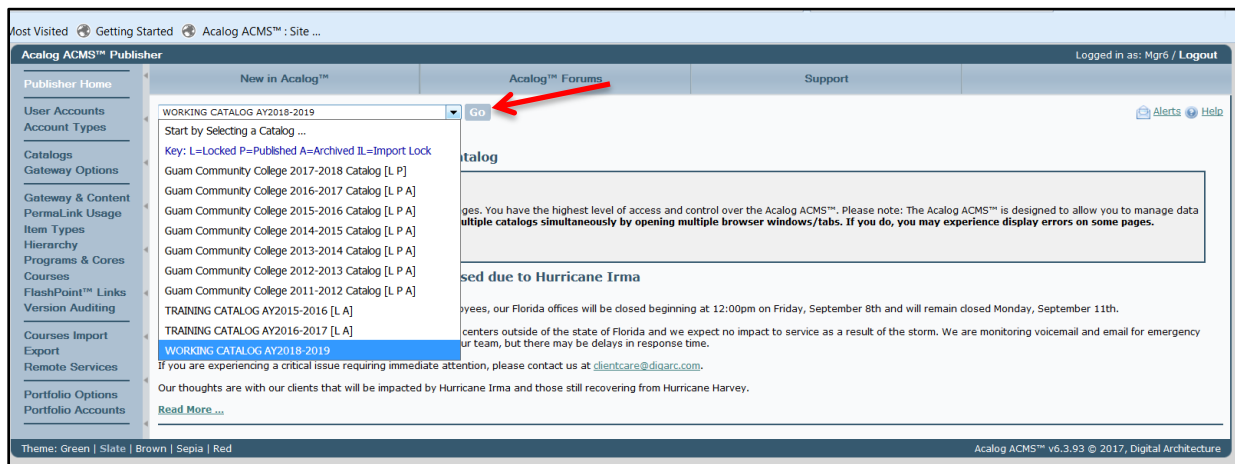 Most Visited Getting Started Acalog ACMS™ : Site ...
Acalog ACMS™ Publisher
Logged in as: Mgr6 / Logout
Publisher Home
New in Acalog™
Acalog™ Forums
Support
User Accounts
Account Types
Catalogs
Gateway Options
Gateway & Content
PermaLink Usage
Item Types
Hierarchy
Programs & Cores
Courses
FlashPoint™ Links
Version Auditing
Courses Import
Export
Remote Services
Portfolio Options
Portfolio Accounts
WORKING CATALOG AY2018-2019
Go
Alerts Help
Start by Selecting a Catalog ...
Key: L=Locked P=Published A=Archived IL=Import Lock
Guam Community College 2017-2018 Catalog [L P]
Guam Community College 2016-2017 Catalog [L P A]
Guam Community College 2015-2016 Catalog [L P A]
Guam Community College 2014-2015 Catalog [L P A]
Guam Community College 2013-2014 Catalog [L P A]
Guam Community College 2012-2013 Catalog [L P A]
Guam Community College 2011-2012 Catalog [L P A]
TRAINING CATALOG AY2015-2016 [L A]
TRAINING CATALOG AY2016-2017 [L A]
WORKING CATALOG AY2018-2019
atalog
ges. You have the highest level of access and control over the Acalog ACMS™. Please note: The Acalog ACMS™ is designed to allow you to manage data
ultiple catalogs simultaneously by opening multiple browser windows/tabs. If you do, you may experience display errors on some pages.
sed due to Hurricane Irma
oyees, our Florida offices will be closed beginning at 12:00pm on Friday, September 8th and will remain closed Monday, September 11th.
centers outside of the state of Florida and we expect no impact to service as a result of the storm. We are monitoring voicemail and email for emergency
ur team, but there may be delays in response time.
If you are experiencing a critical issue requiring immediate attention, please contact us at clientcare@digarc.com.
Our thoughts are with our clients that will be impacted by Hurricane Irma and those still recovering from Hurricane Harvey.
Read More ...
Theme: Green | Slate | Brown | Sepia | Red
Acalog ACMS™ v6.3.93 © 2017, Digital Architecture